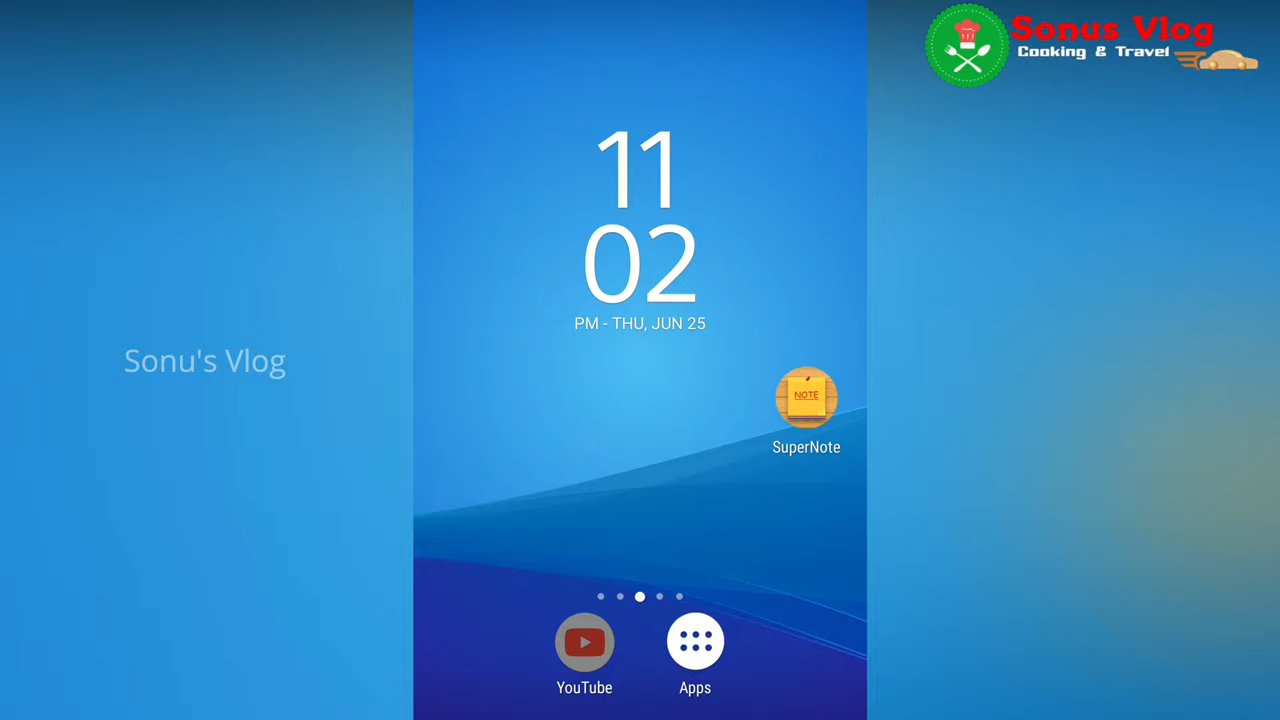 Sonus Vlog
Cooking & Travel
11
02
PM - THU, JUN 25
Sonu's Vlog
NOTE
SuperNote
YouTube
Apps